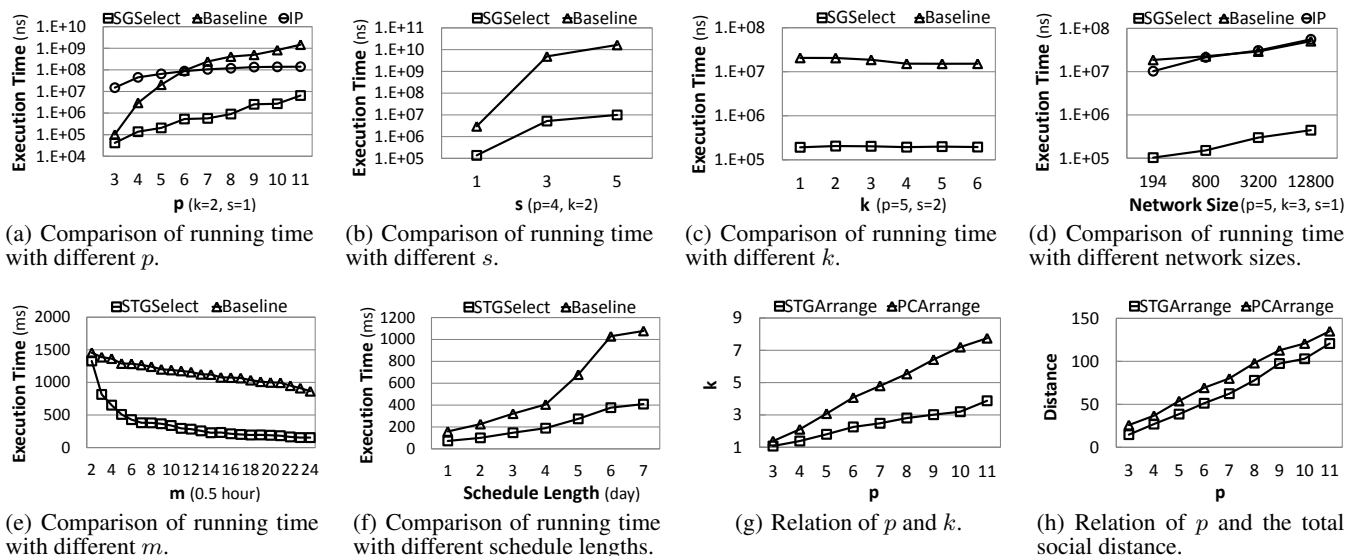 SGSelect Baseline IP
Execution Time (ns)
1.E+10
1.E+09
1.E+08
1.E+07
1.E+06
1.E+05
1.E+04
3 4 5 6 7 8 9 10 11
p (k=2, s=1)
(a) Comparison of running time
with different p.
SGSelect Baseline
Execution Time (ns)
1.E+11
1.E+10
1.E+09
1.E+08
1.E+07
1.E+06
1.E+05
1 3 5
s (p=4, k=2)
(b) Comparison of running time
with different s.
SGSelect Baseline
Execution Time (ns)
1.E+08
1.E+07
1.E+06
1.E+05
1 2 3 4 5 6
k (p=5, s=2)
(c) Comparison of running time
with different k.
SGSelect Baseline IP
Execution Time (ns)
1.E+08
1.E+07
1.E+06
1.E+05
194 800 3200 12800
Network Size (p=5, k=3, s=1)
(d) Comparison of running time
with different network sizes.
STGSelect Baseline
Execution Time (ms)
2000
1500
1000
500
0
2 4 6 8 10 12 14 16 18 20 22 24
m (0.5 hour)
(e) Comparison of running time
with different m.
STGSelect Baseline
Execution Time (ms)
1200
1000
800
600
400
200
0
1 2 3 4 5 6 7
Schedule Length (day)
(f) Comparison of running time
with different schedule lengths.
STGArrange PCArrange
k
9
7
5
3
1
3 4 5 6 7 8 9 10 11
p
(g) Relation of p and k.
STGArrange PCArrange
Distance
150
100
50
0
3 4 5 6 7 8 9 10 11
p
(h) Relation of p and the total
social distance.